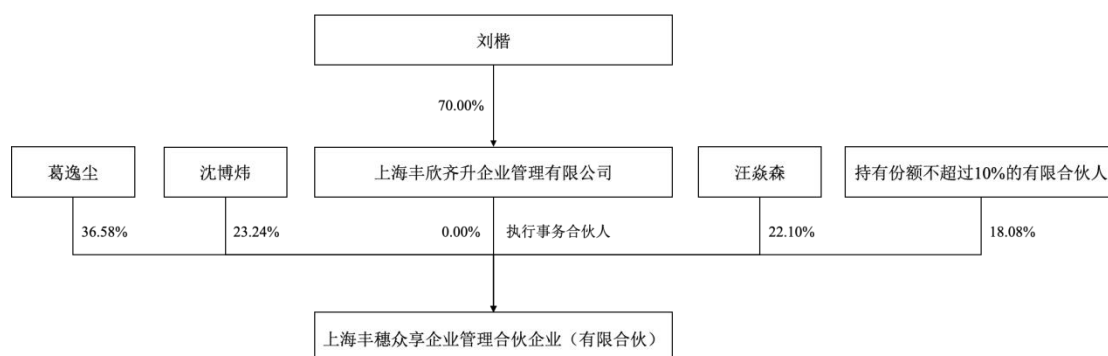 刘楷
70.00%
葛逸尘
沈博炜
上海丰欣齐升企业管理有限公司
汪焱森
持有份额不超过10%的有限合伙人
36.58%
23.24%
0.00%
执行事务合伙人
22.10%
18.08%
上海丰穗众享企业管理合伙企业（有限合伙）